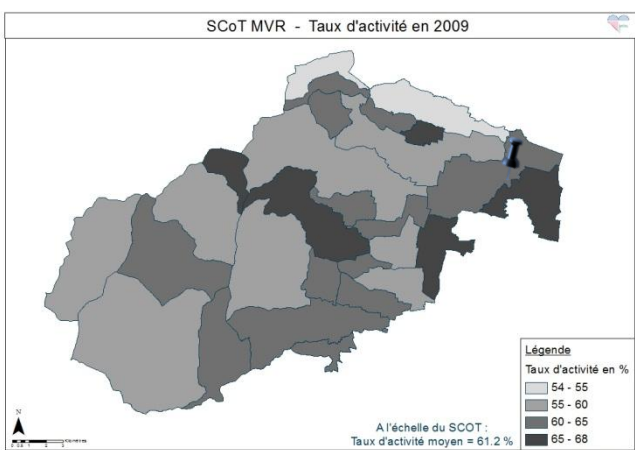 SCoT MVR - Taux d'activité en 2009
Légende
Taux d'activité en %
54 - 55
55 - 60
60 - 65
65 - 68
A l'échelle du SCOT :
Taux d'activité moyen = 61.2 %
N